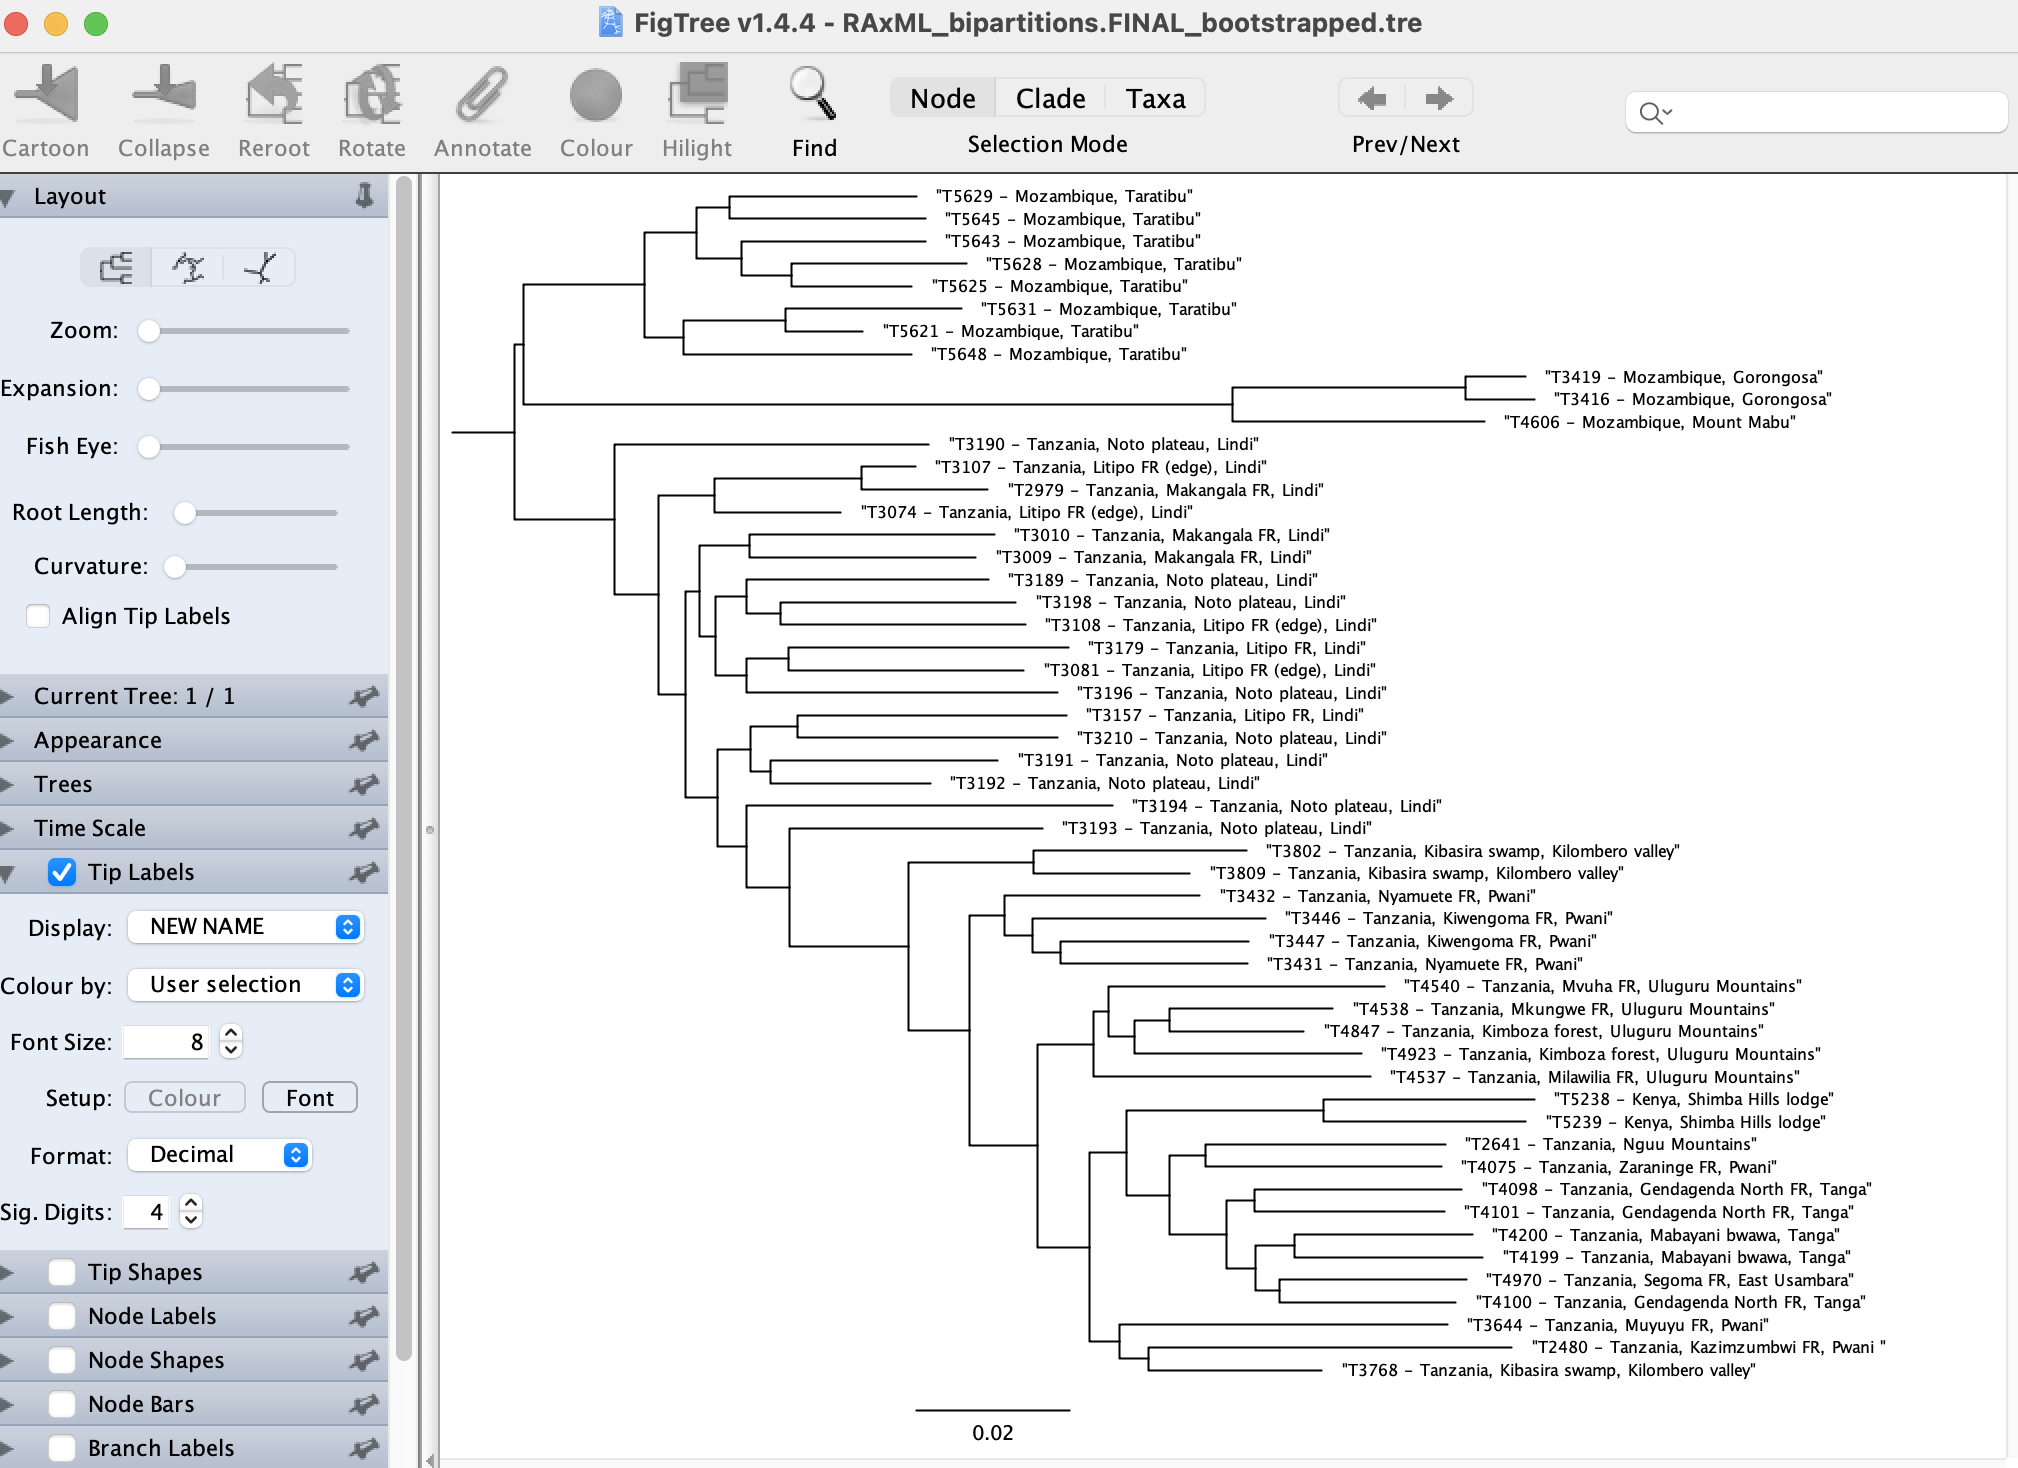 FigTree v1.4.4 - RAxML_bipartitions.FINAL_bootstrapped.tre
Cartoon Collapse Reroot Rotate Annotate Colour Hilight Find
Node Clade Taxa
Selection Mode
Prev/Next
Layout
Zoom:
Expansion:
Fish Eye:
Root Length:
Curvature:
Align Tip Labels
Current Tree: 1 / 1
Appearance
Trees
Time Scale
Tip Labels
Display: NEW NAME
Colour by: User selection
Font Size: 8
Setup: Colour Font
Format: Decimal
Sig. Digits: 4
Tip Shapes
Node Labels
Node Shapes
Node Bars
Branch Labels
"T5629 - Mozambique, Taratibu"
"T5645 - Mozambique, Taratibu"
"T5643 - Mozambique, Taratibu"
"T5628 - Mozambique, Taratibu"
"T5625 - Mozambique, Taratibu"
"T5631 - Mozambique, Taratibu"
"T5621 - Mozambique, Taratibu"
"T5648 - Mozambique, Taratibu"
"T3419 - Mozambique, Gorongosa"
"T3416 - Mozambique, Gorongosa"
"T4606 - Mozambique, Mount Mabu"
"T3190 - Tanzania, Noto plateau, Lindi"
"T3107 - Tanzania, Litipo FR (edge), Lindi"
"T2979 - Tanzania, Makangala FR, Lindi"
"T3074 - Tanzania, Litipo FR (edge), Lindi"
"T3010 - Tanzania, Makangala FR, Lindi"
"T3009 - Tanzania, Makangala FR, Lindi"
"T3189 - Tanzania, Noto plateau, Lindi"
"T3198 - Tanzania, Noto plateau, Lindi"
"T3108 - Tanzania, Litipo FR (edge), Lindi"
"T3179 - Tanzania, Litipo FR, Lindi"
"T3081 - Tanzania, Litipo FR (edge), Lindi"
"T3196 - Tanzania, Noto plateau, Lindi"
"T3157 - Tanzania, Litipo FR, Lindi"
"T3210 - Tanzania, Noto plateau, Lindi"
"T3191 - Tanzania, Noto plateau, Lindi"
"T3192 - Tanzania, Noto plateau, Lindi"
"T3194 - Tanzania, Noto plateau, Lindi"
"T3193 - Tanzania, Noto plateau, Lindi"
"T3802 - Tanzania, Kibasira swamp, Kilombero valley"
"T3809 - Tanzania, Kibasira swamp, Kilombero valley"
"T3432 - Tanzania, Nyamuete FR, Pwani"
"T3446 - Tanzania, Kiwengoma FR, Pwani"
"T3447 - Tanzania, Kiwengoma FR, Pwani"
"T3431 - Tanzania, Nyamuete FR, Pwani"
"T4540 - Tanzania, Mvuha FR, Uluguru Mountains"
"T4538 - Tanzania, Mkungwe FR, Uluguru Mountains"
"T4847 - Tanzania, Kimboza forest, Uluguru Mountains"
"T4923 - Tanzania, Kimboza forest, Uluguru Mountains"
"T4537 - Tanzania, Milawilia FR, Uluguru Mountains"
"T5238 - Kenya, Shimba Hills lodge"
"T5239 - Kenya, Shimba Hills lodge"
"T2641 - Tanzania, Nguu Mountains"
"T4075 - Tanzania, Zaraninge FR, Pwani"
"T4098 - Tanzania, Gendagenda North FR, Tanga"
"T4101 - Tanzania, Gendagenda North FR, Tanga"
"T4200 - Tanzania, Mabayani bwawa, Tanga"
"T4199 - Tanzania, Mabayani bwawa, Tanga"
"T4970 - Tanzania, Segoma FR, East Usambara"
"T4100 - Tanzania, Gendagenda North FR, Tanga"
"T3644 - Tanzania, Muyuyu FR, Pwani"
"T2480 - Tanzania, Kazimzumbwi FR, Pwani "
"T3768 - Tanzania, Kibasira swamp, Kilombero valley"
0.02